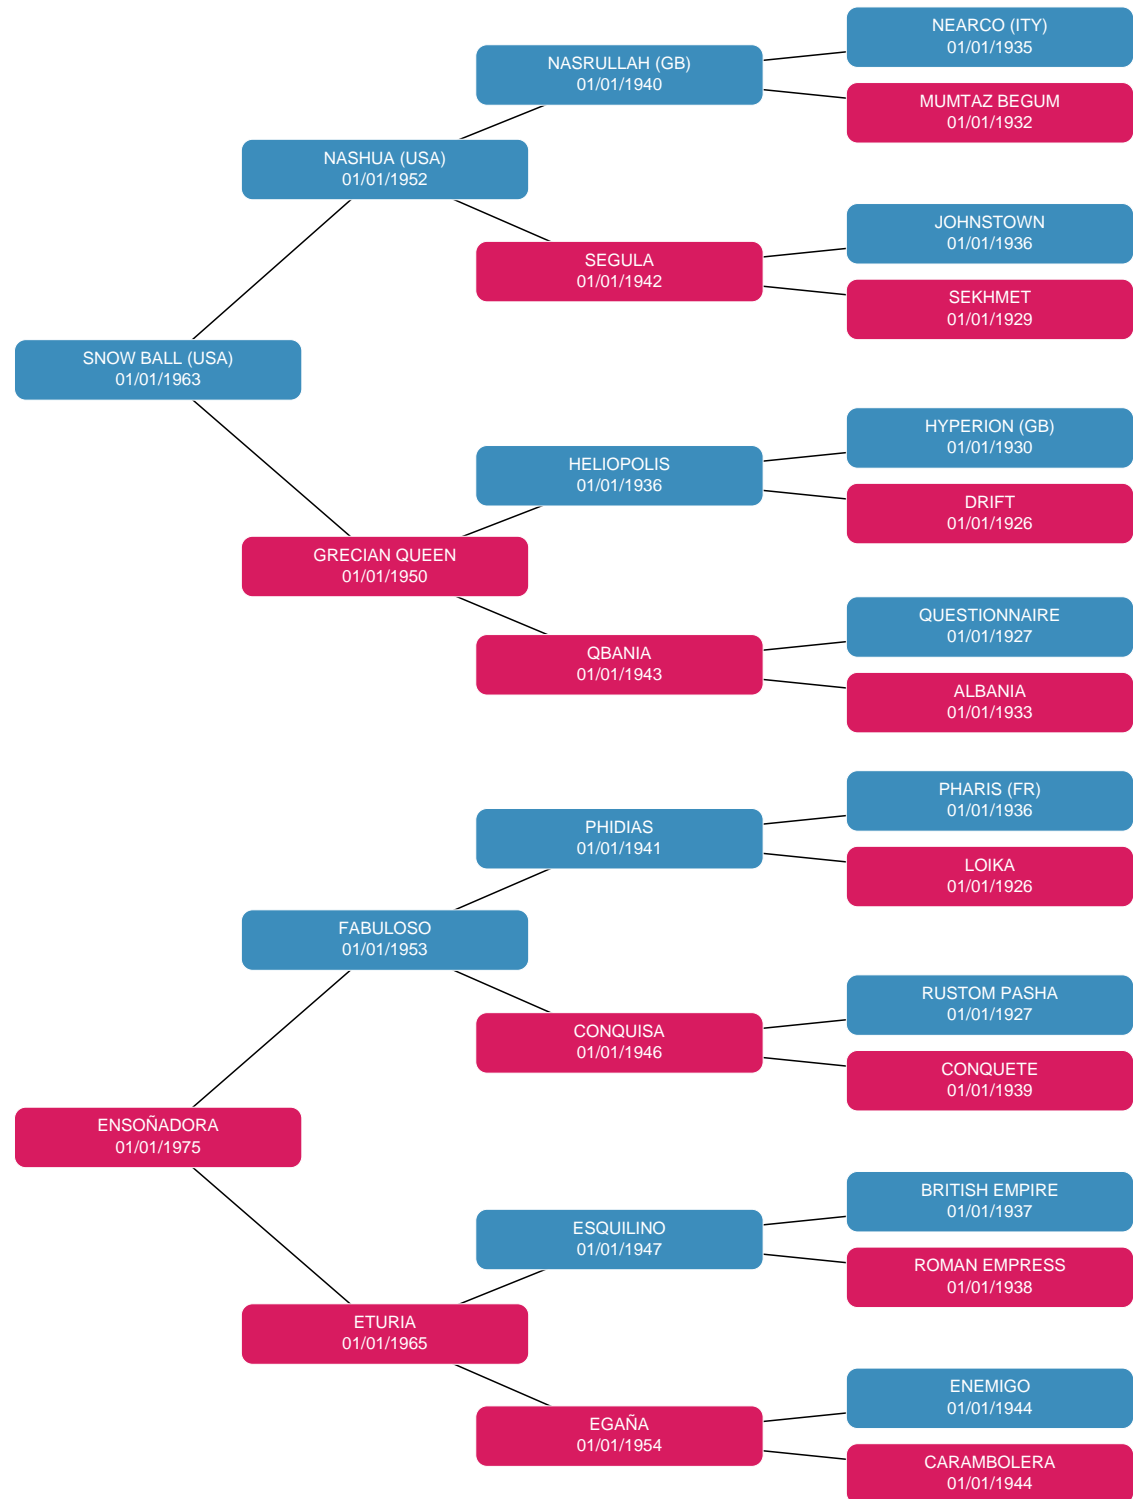 NEARCO (ITY)
01/01/1935
NASRULLAH (GB)
01/01/1940
MUMTAZ BEGUM
01/01/1932
NASHUA (USA)
01/01/1952
JOHNSTOWN
01/01/1936
SEGULA
01/01/1942
SEKHMET
01/01/1929
SNOW BALL (USA)
01/01/1963
HYPERION (GB)
01/01/1930
HELIOPOLIS
01/01/1936
DRIFT
01/01/1926
GRECIAN QUEEN
01/01/1950
QUESTIONNAIRE
01/01/1927
QBANIA
01/01/1943
ALBANIA
01/01/1933
PHARIS (FR)
01/01/1936
PHIDIAS
01/01/1941
LOIKA
01/01/1926
FABULOSO
01/01/1953
RUSTOM PASHA
01/01/1927
CONQUISA
01/01/1946
CONQUETE
01/01/1939
ENSOÑADORA
01/01/1975
BRITISH EMPIRE
01/01/1937
ESQUILINO
01/01/1947
ROMAN EMPRESS
01/01/1938
ETURIA
01/01/1965
ENEMIGO
01/01/1944
EGAÑA
01/01/1954
CARAMBOLERA
01/01/1944